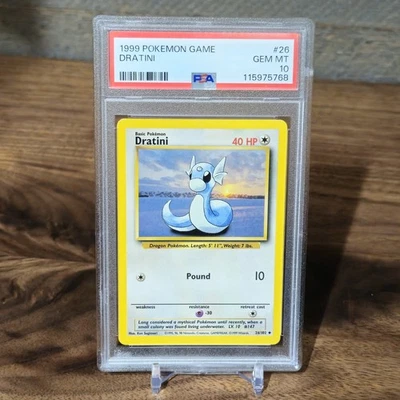 1999 POKEMON GAME #26
DRATINI GEM MT
10
PSA 115975768
Basic Pokémon
Dratini 40 HP
Dragon Pokémon. Length: 5' 11", Weight: 7 lbs.
Pound 10
weakness resistance retreat cost
-30
Long considered a mythical Pokémon until recently, when a
small colony was found living underwater. LV. 10 #147
26/102